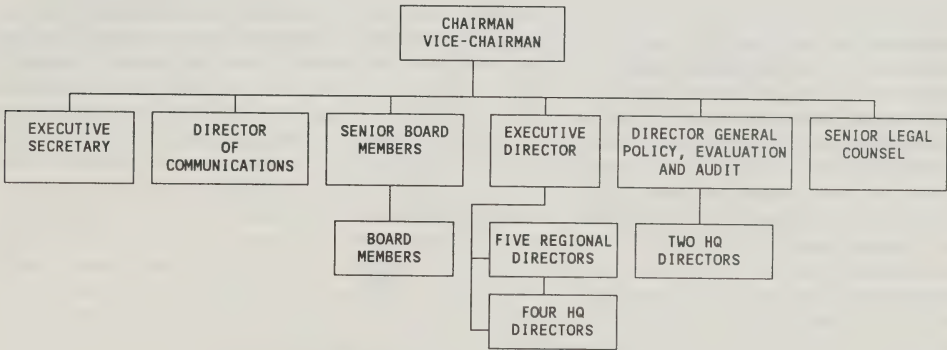 CHAIRMAN
VICE-CHAIRMAN
EXECUTIVE
SECRETARY
DIRECTOR
OF
COMMUNICATIONS
SENIOR BOARD
MEMBERS
EXECUTIVE
DIRECTOR
DIRECTOR GENERAL
POLICY, EVALUATION
AND AUDIT
SENIOR LEGAL
COUNSEL
BOARD
MEMBERS
FIVE REGIONAL
DIRECTORS
TWO HQ
DIRECTORS
FOUR HQ
DIRECTORS